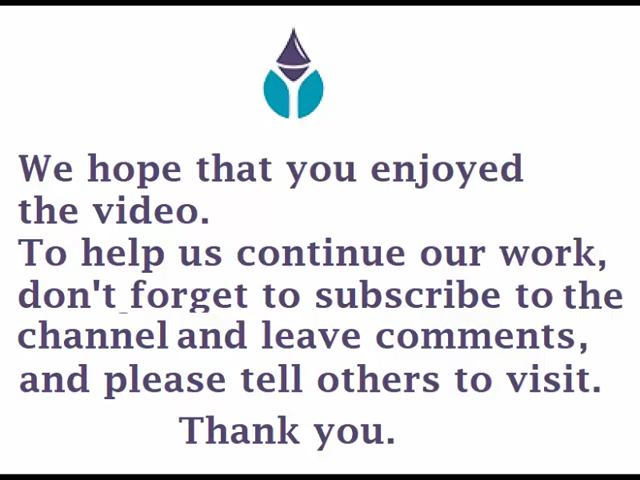 We hope that you enjoyed
the video.
To help us continue our work,
don't forget to subscribe to the
channel and leave comments,
and please tell others to visit.
Thank you.